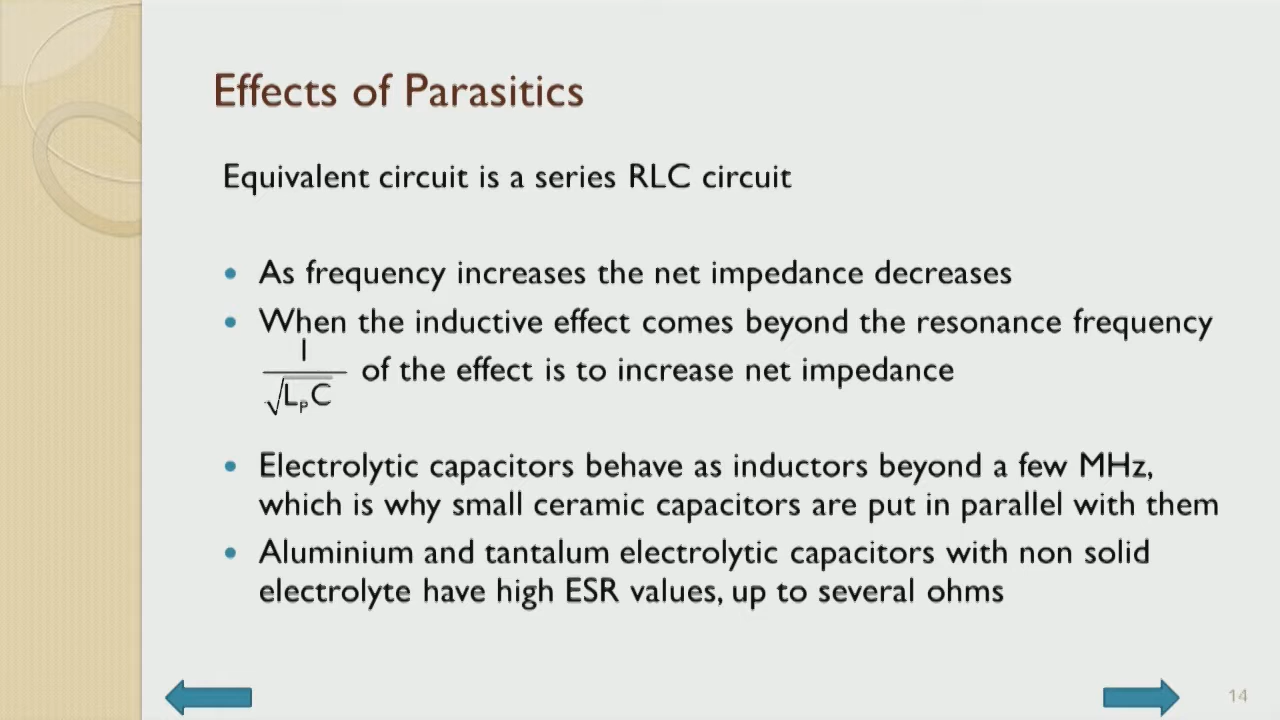 Effects of Parasitics
Equivalent circuit is a series RLC circuit
• As frequency increases the net impedance decreases
• When the inductive effect comes beyond the resonance frequency
1/√LₚC of the effect is to increase net impedance
• Electrolytic capacitors behave as inductors beyond a few MHz,
which is why small ceramic capacitors are put in parallel with them
• Aluminium and tantalum electrolytic capacitors with non solid
electrolyte have high ESR values, up to several ohms
14